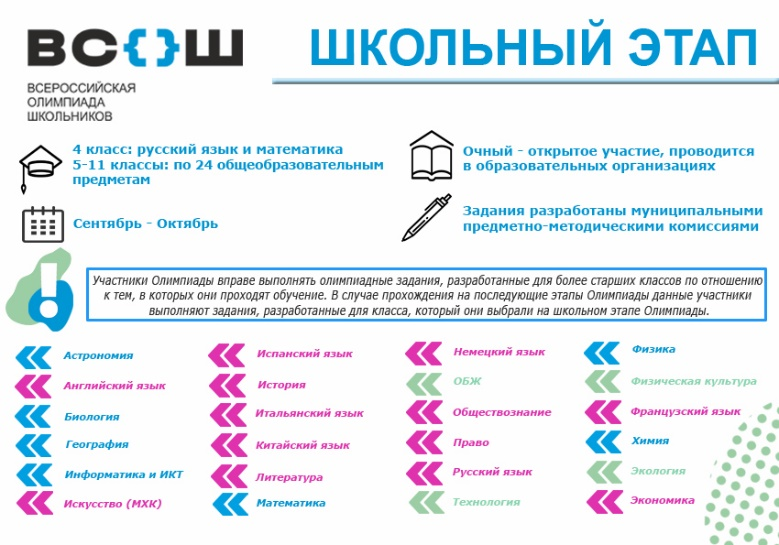 ВС{}Ш
ВСЕРОССИЙСКАЯ
ОЛИМПИАДА
ШКОЛЬНИКОВ
ШКОЛЬНЫЙ ЭТАП
4 класс: русский язык и математика
5-11 классы: по 24 общеобразовательным
предметам
Сентябрь - Октябрь
Очный - открытое участие, проводится
в образовательных организациях
Задания разработаны муниципальными
предметно-методическими комиссиями
!
Участники Олимпиады вправе выполнять олимпиадные задания, разработанные для более старших классов по отношению
к тем, в которых они проходят обучение. В случае прохождения на последующие этапы Олимпиады данные участники
выполняют задания, разработанные для класса, который они выбрали на школьном этапе Олимпиады.
Астрономия
Английский язык
Биология
География
Информатика и ИКТ
Искусство (МХК)
Испанский язык
История
Итальянский язык
Китайский язык
Литература
Математика
Немецкий язык
ОБЖ
Обществознание
Право
Русский язык
Технология
Физика
Физическая культура
Французский язык
Химия
Экология
Экономика